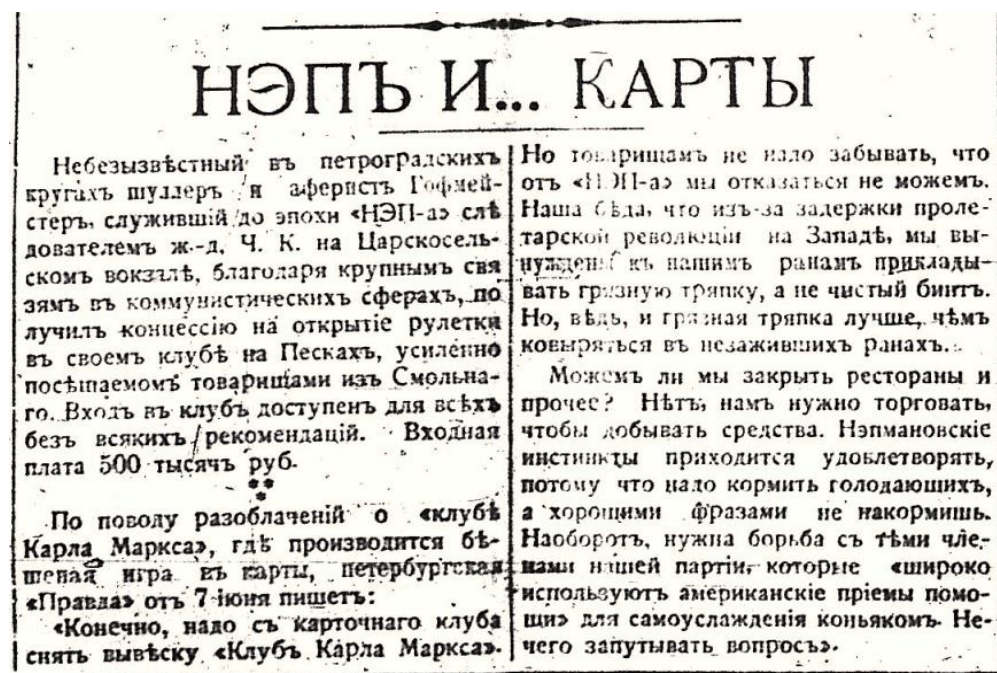 НЭПЪ И... КАРТЫ
Небезызвѣстный въ петроградскихъ
кругахъ шуллеръ и аферистъ Гофмей-
стеръ, служившій до эпохи «НЭП-а» слѣ
дователемъ ж.-д. Ч. К. на Царскосель-
скомъ вокзалѣ, благодаря крупнымъ свя
зямъ въ коммунистическихъ сферахъ, по
лучилъ концессію на открытіе рулетки
въ своемъ клубѣ на Пескахъ, усиленно
посѣщаемомъ товарищами изъ Смольна-
го. Входъ въ клубъ доступенъ для всѣхъ
безъ всякихъ рекомендацій. Входная
плата 500 тысячъ руб.
***
По поводу разоблаченій о «клубѣ
Карла Маркса», гдѣ производится бѣ-
шеная игра въ карты, петербургская
«Правда» отъ 7 іюня пишетъ:
«Конечно, надо съ карточнаго клуба
снять вывѣску «Клубъ Карла Маркса».
Но товарищамъ не надо забывать, что
отъ «НЭП-а» мы отказаться не можемъ.
Наша бѣда, что изъ-за задержки проле-
тарской революціи на Западѣ, мы вы-
нуждены къ нашимъ ранамъ приклады-
вать грязную тряпку, а не чистый бинтъ.
Но, вѣдь, и грязная тряпка лучше, чѣмъ
ковыряться въ незажившихъ ранахъ..
Можемъ ли мы закрыть рестораны и
прочее? Нѣтъ, намъ нужно торговать,
чтобы добывать средства. Нэпмановскіе
инстинкты приходится удовлетворять,
потому что надо кормить голодающихъ,
а хорошими фразами не накормишь.
Наоборотъ, нужна борьба съ тѣми чле-
нами нашей партіи, которые «широко
используютъ американскіе пріемы помо-
щи» для самоуслажденія коньякомъ. Не-
чего запутывать вопросъ».